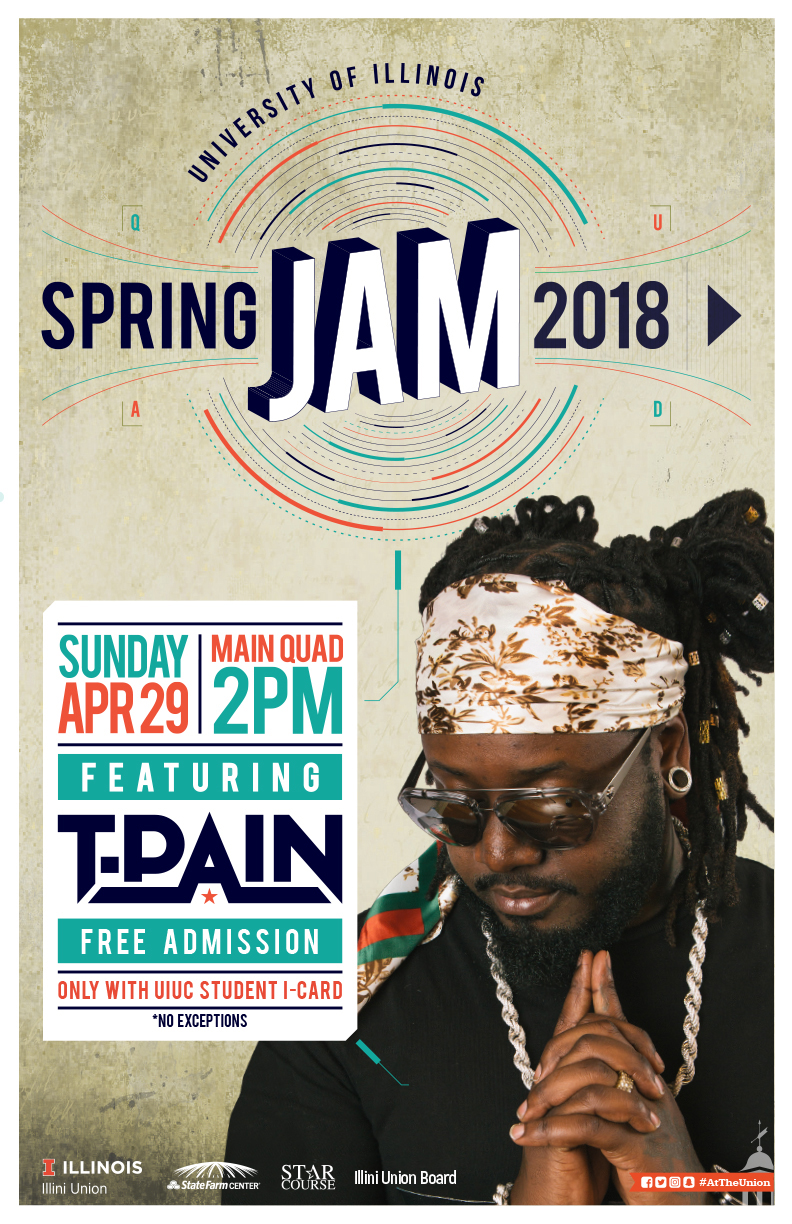 UNIVERSITY OF ILLINOIS
Q U
SPRING JAM 2018
A D
SUNDAY
APR 29
MAIN QUAD
2PM
FEATURING
T-PAIN
FREE ADMISSION
ONLY WITH UIUC STUDENT I-CARD
*NO EXCEPTIONS
I ILLINOIS
Illini Union
State Farm CENTER
STAR
COURSE
Illini Union Board
#AtTheUnion